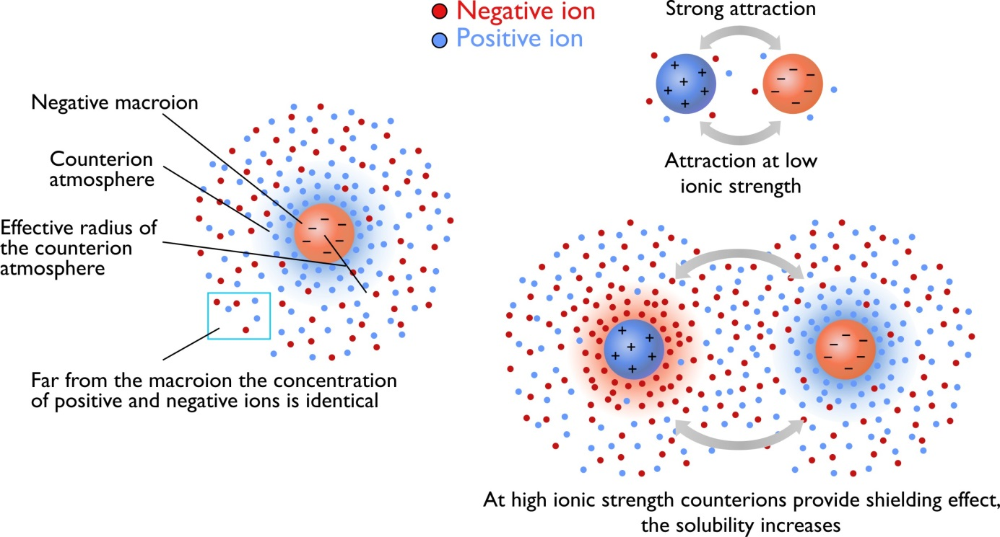 Negative ion
Positive ion
Strong attraction
Attraction at low
ionic strength
Negative macroion
Counterion
atmosphere
Effective radius of
the counterion
atmosphere
Far from the macroion the concentration
of positive and negative ions is identical
At high ionic strength counterions provide shielding effect,
the solubility increases